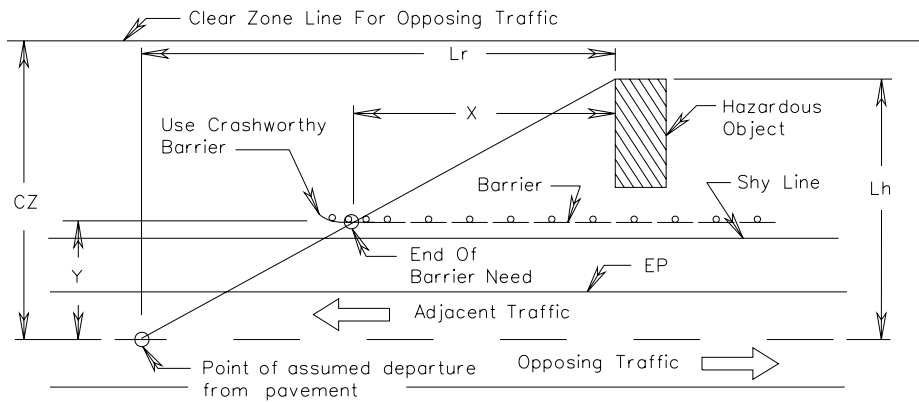 Clear Zone Line For Opposing Traffic
Lr
X
Use Crashworthy
Barrier
Hazardous
Object
CZ
Barrier
Shy Line
Lh
Y
End Of
Barrier Need
EP
Adjacent Traffic
Point of assumed departure
from pavement
Opposing Traffic